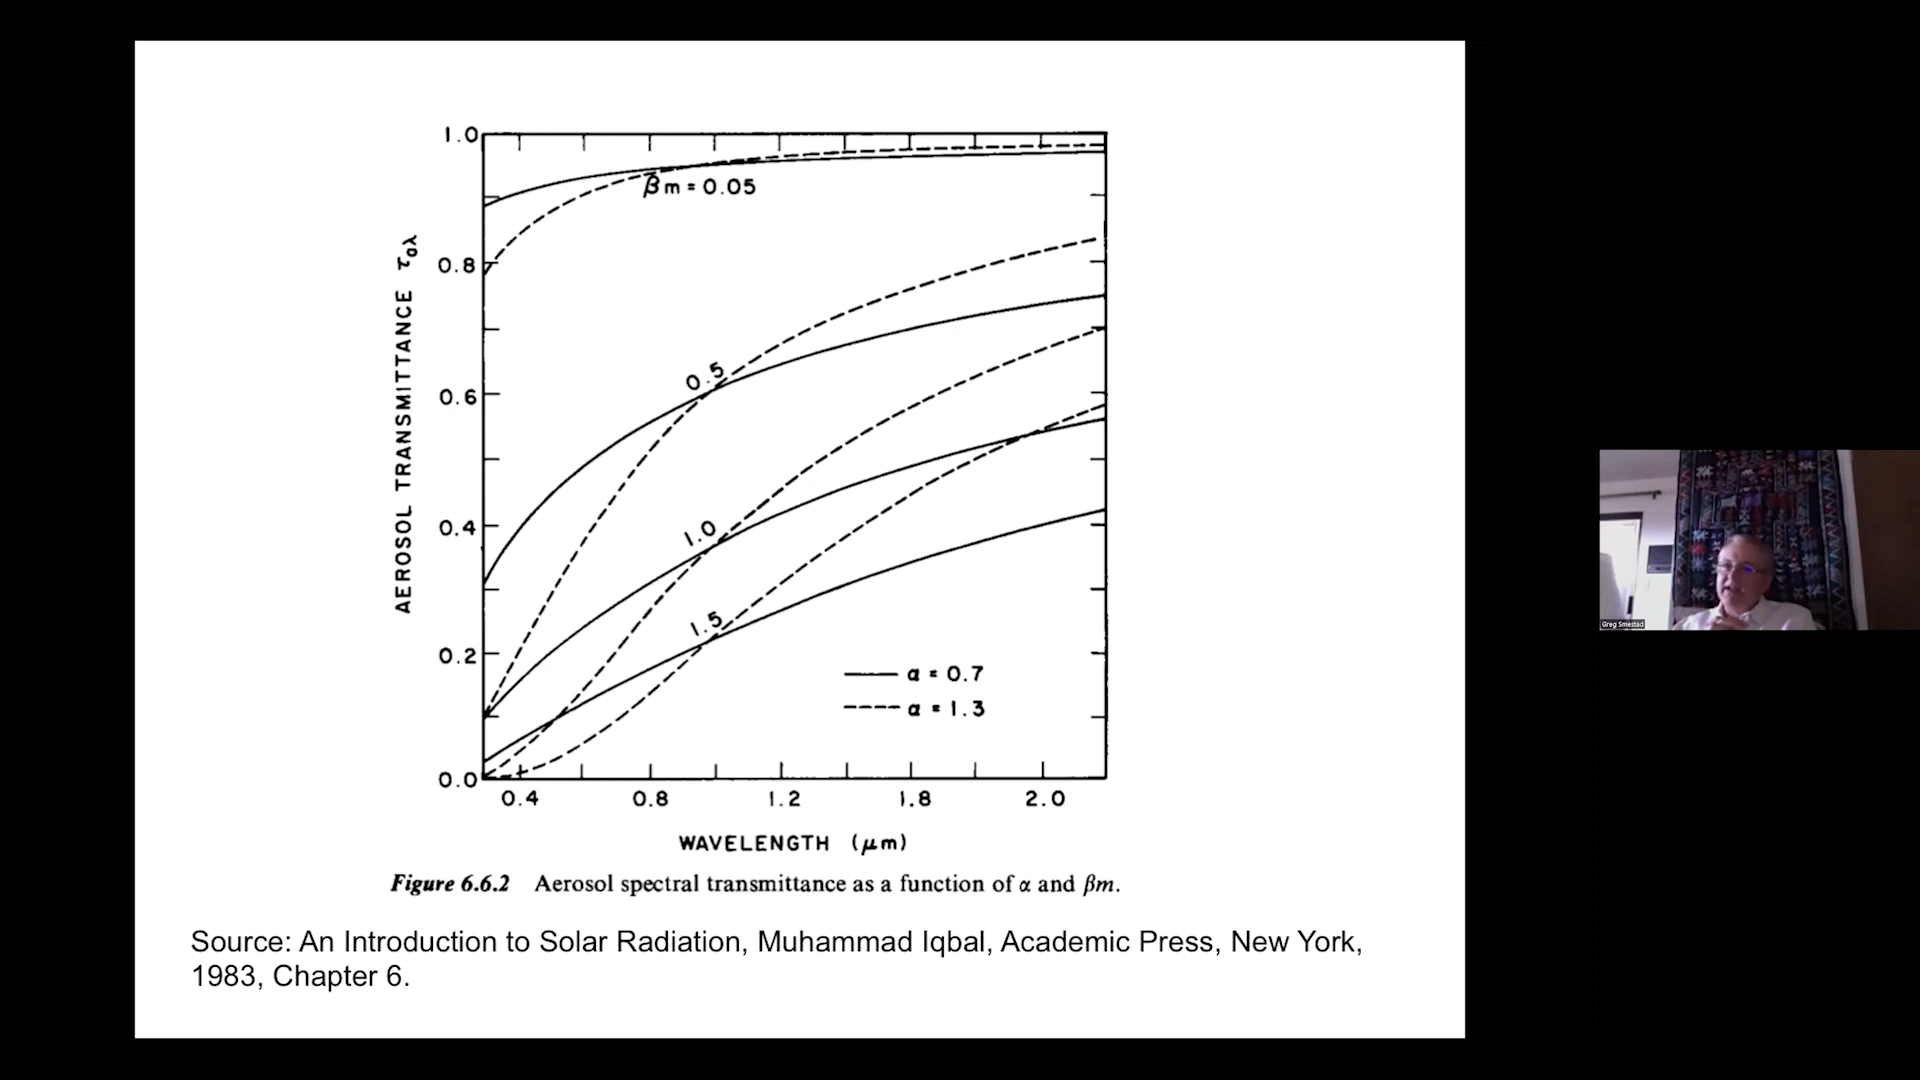 1.0
0.8
0.6
0.4
0.2
0.0
AEROSOL TRANSMITTANCE τaλ
βm = 0.05
0.5
1.0
1.5
α = 0.7
α = 1.3
0.4 0.8 1.2 1.8 2.0
WAVELENGTH (μm)
Figure 6.6.2 Aerosol spectral transmittance as a function of α and βm.
Source: An Introduction to Solar Radiation, Muhammad Iqbal, Academic Press, New York,
1983, Chapter 6.
Greg Smestad